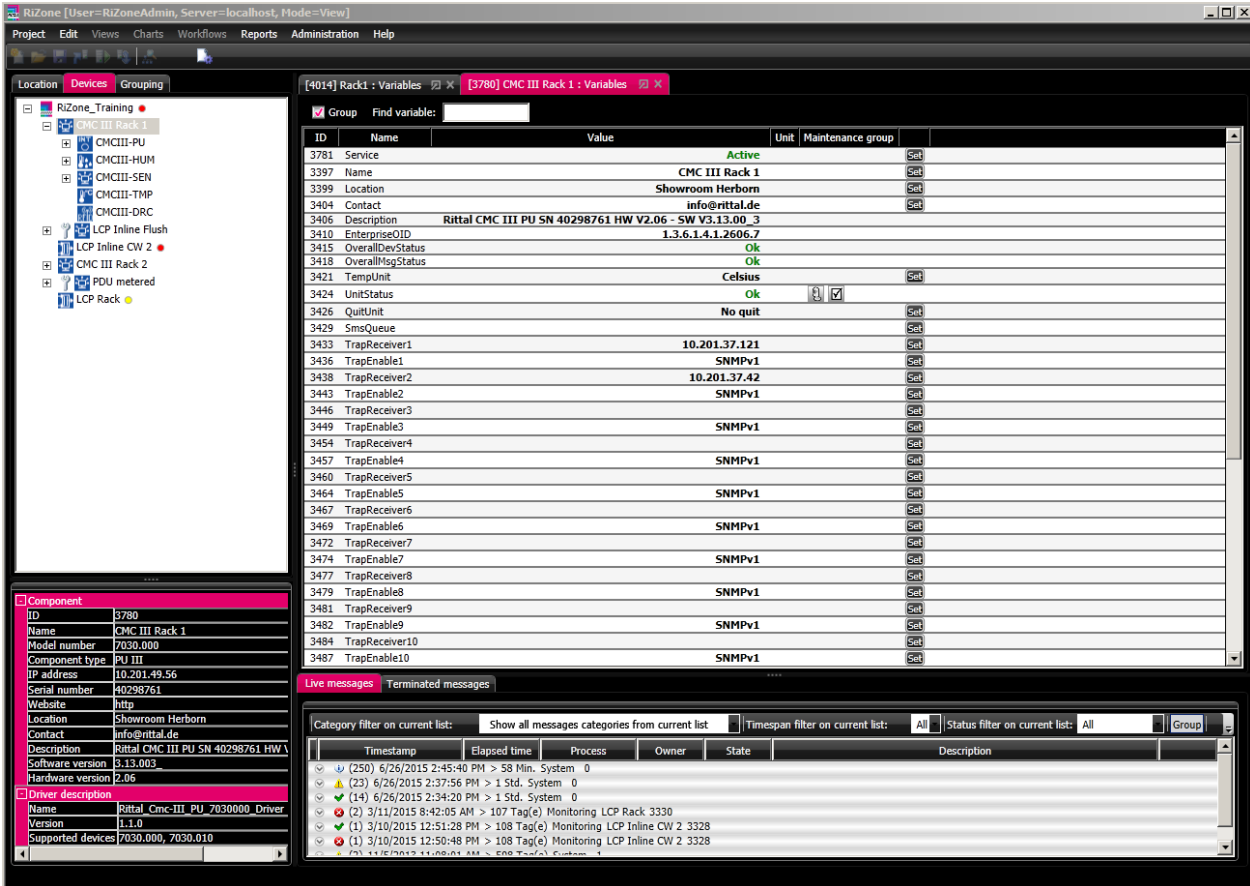 RiZone [User=RiZoneAdmin, Server=localhost, Mode=View]
Project Edit Views Charts Workflows Reports Administration Help
Location Devices Grouping
RiZone_Training
CMC III Rack 1
CMCIII-PU
CMCIII-HUM
CMCIII-SEN
CMCIII-TMP
CMCIII-DRC
LCP Inline Flush
LCP Inline CW 2
CMC III Rack 2
PDU metered
LCP Rack
Component
ID 3780
Name CMC III Rack 1
Model number 7030.000
Component type PU III
IP address 10.201.49.56
Serial number 40298761
Website http
Location Showroom Herborn
Contact info@rittal.de
Description Rittal CMC III PU SN 40298761 HW
Software version 3.13.003_
Hardware version 2.06
Driver description
Name Rittal_Cmc-III_PU_7030000_Driver
Version 1.1.0
Supported devices 7030.000, 7030.010
[4014] Rack1 : Variables [3780] CMC III Rack 1 : Variables
Group Find variable:
ID Name Value Unit Maintenance group
3781 Service Active Set
3397 Name CMC III Rack 1 Set
3399 Location Showroom Herborn Set
3404 Contact info@rittal.de Set
3406 Description Rittal CMC III PU SN 40298761 HW V2.06 - SW V3.13.00_3
3410 EnterpriseOID 1.3.6.1.4.1.2606.7
3415 OverallDevStatus Ok
3418 OverallMsgStatus Ok
3421 TempUnit Celsius Set
3424 UnitStatus Ok
3426 QuitUnit No quit Set
3429 SmsQueue Set
3433 TrapReceiver1 10.201.37.121 Set
3436 TrapEnable1 SNMPv1 Set
3438 TrapReceiver2 10.201.37.42 Set
3443 TrapEnable2 SNMPv1 Set
3446 TrapReceiver3 Set
3449 TrapEnable3 SNMPv1 Set
3454 TrapReceiver4 Set
3457 TrapEnable4 SNMPv1 Set
3460 TrapReceiver5 Set
3464 TrapEnable5 SNMPv1 Set
3467 TrapReceiver6 Set
3469 TrapEnable6 SNMPv1 Set
3472 TrapReceiver7 Set
3474 TrapEnable7 SNMPv1 Set
3477 TrapReceiver8 Set
3479 TrapEnable8 SNMPv1 Set
3481 TrapReceiver9 Set
3482 TrapEnable9 SNMPv1 Set
3484 TrapReceiver10 Set
3487 TrapEnable10 SNMPv1 Set
Live messages Terminated messages
Category filter on current list: Show all messages categories from current list Timespan filter on current list: All Status filter on current list: All Group
Timestamp Elapsed time Process Owner State Description
(250) 6/26/2015 2:45:40 PM > 58 Min. System 0
(23) 6/26/2015 2:37:56 PM > 1 Std. System 0
(14) 6/26/2015 2:34:20 PM > 1 Std. System 0
(2) 3/11/2015 8:42:05 AM > 107 Tag(e) Monitoring LCP Rack 3330
(1) 3/10/2015 12:51:28 PM > 108 Tag(e) Monitoring LCP Inline CW 2 3328
(1) 3/10/2015 12:50:48 PM > 108 Tag(e) Monitoring LCP Inline CW 2 3328